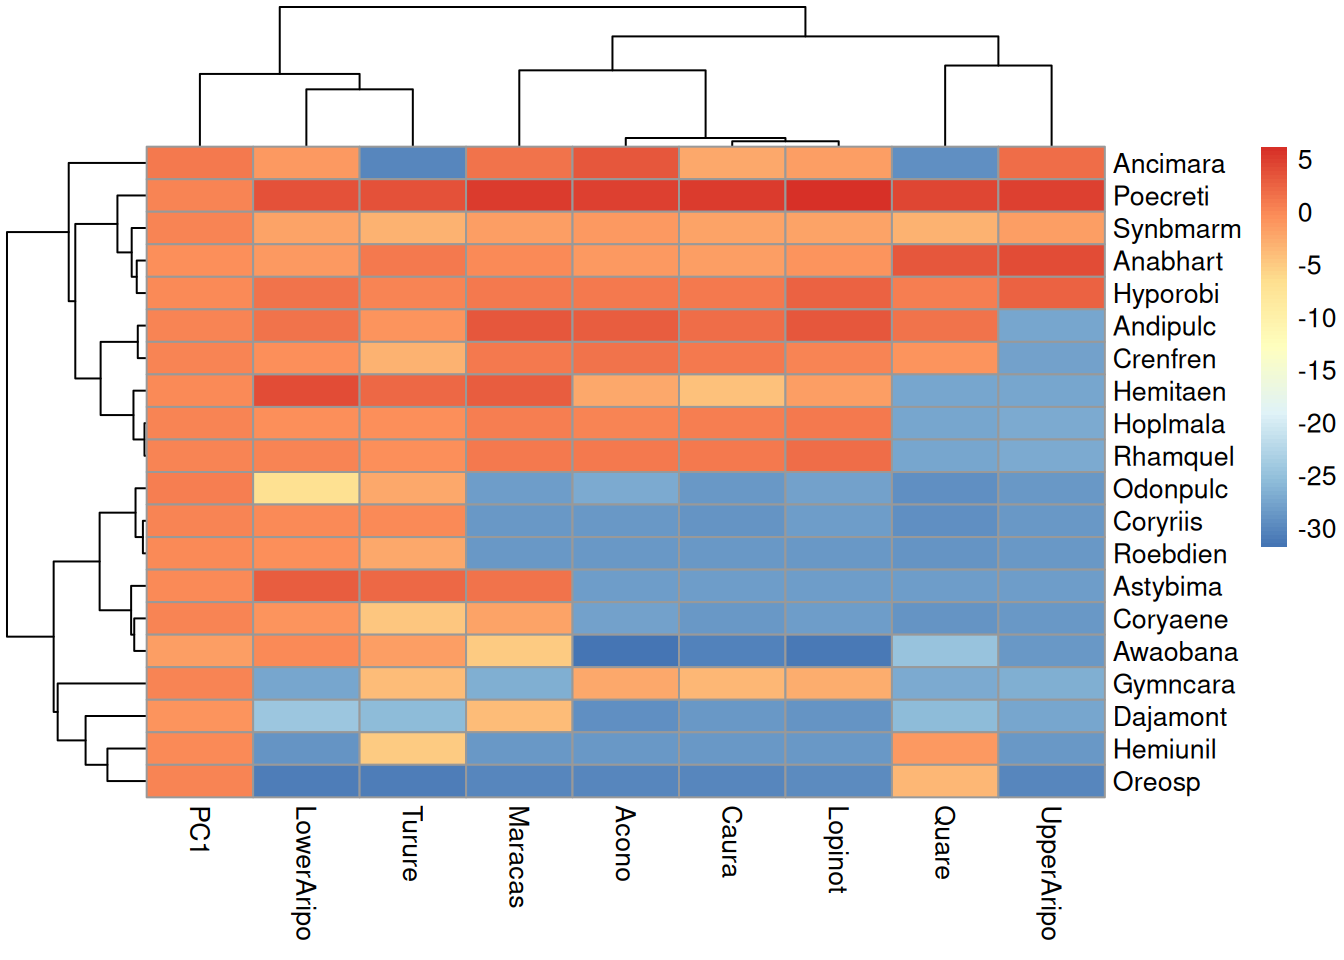 Ancimara
Poecreti
Synbmarm
Anabhart
Hyporobi
Andipulc
Crenfren
Hemitaen
Hoplmala
Rhamquel
Odonpulc
Coryriis
Roebdien
Astybima
Coryaene
Awaobana
Gymncara
Dajamont
Hemiunil
Oreosp
5
0
-5
-10
-15
-20
-25
-30
PC1
LowerAripo
Turure
Maracas
Acono
Caura
Lopinot
Quare
UpperAripo